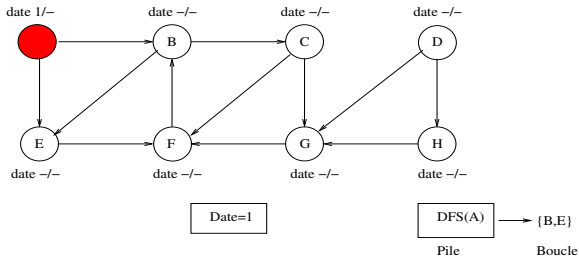 date 1/− date −/− date −/− date −/−
B C D
E F G H
date −/− date −/− date −/− date −/−
Date=1 DFS(A) {B,E}
Pile Boucle